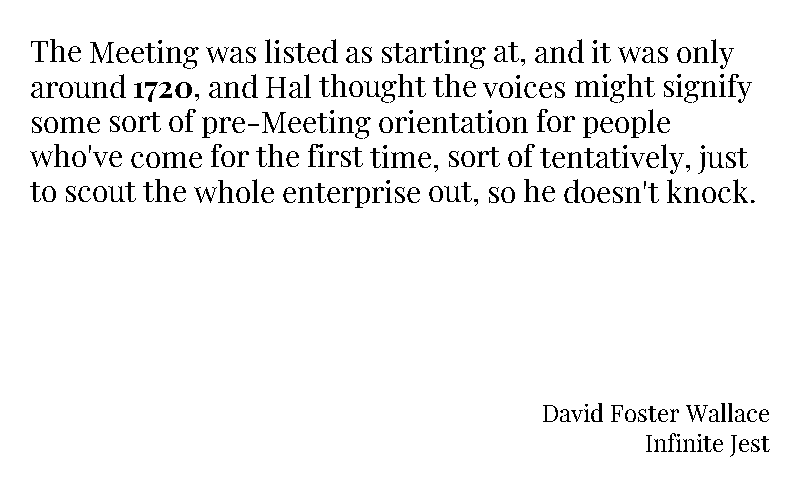 The Meeting was listed as starting at, and it was only
around 1720, and Hal thought the voices might signify
some sort of pre-Meeting orientation for people
who've come for the first time, sort of tentatively, just
to scout the whole enterprise out, so he doesn't knock.
David Foster Wallace
Infinite Jest